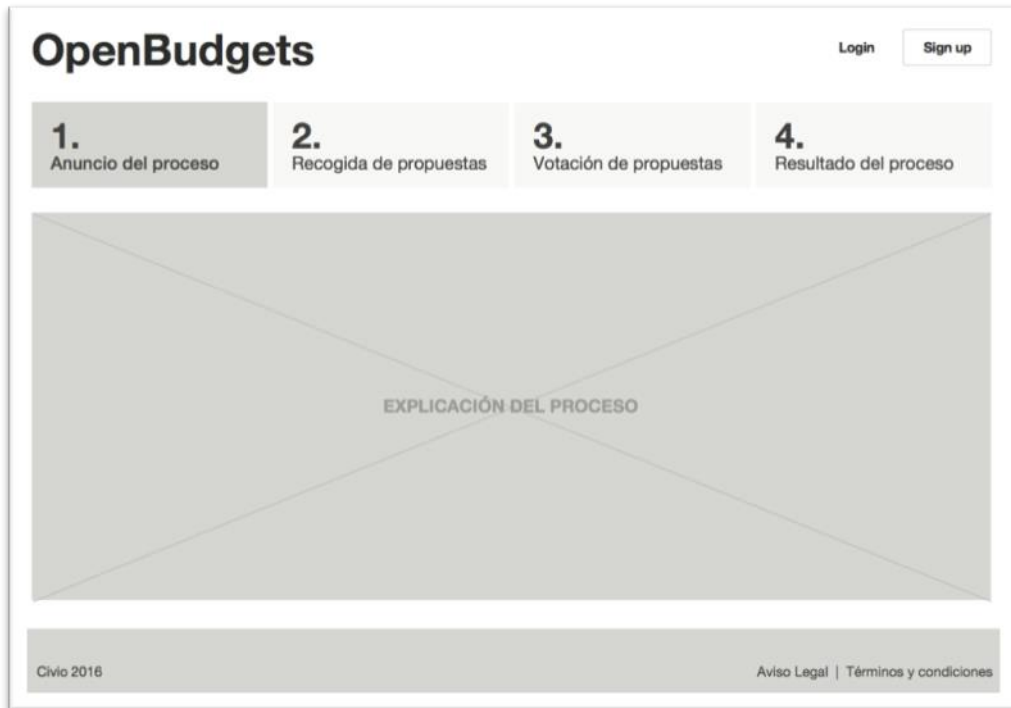 OpenBudgets
Login
Sign up
1.
Anuncio del proceso
2.
Recogida de propuestas
3.
Votación de propuestas
4.
Resultado del proceso
EXPLICACIÓN DEL PROCESO
Civio 2016
Aviso Legal | Términos y condiciones